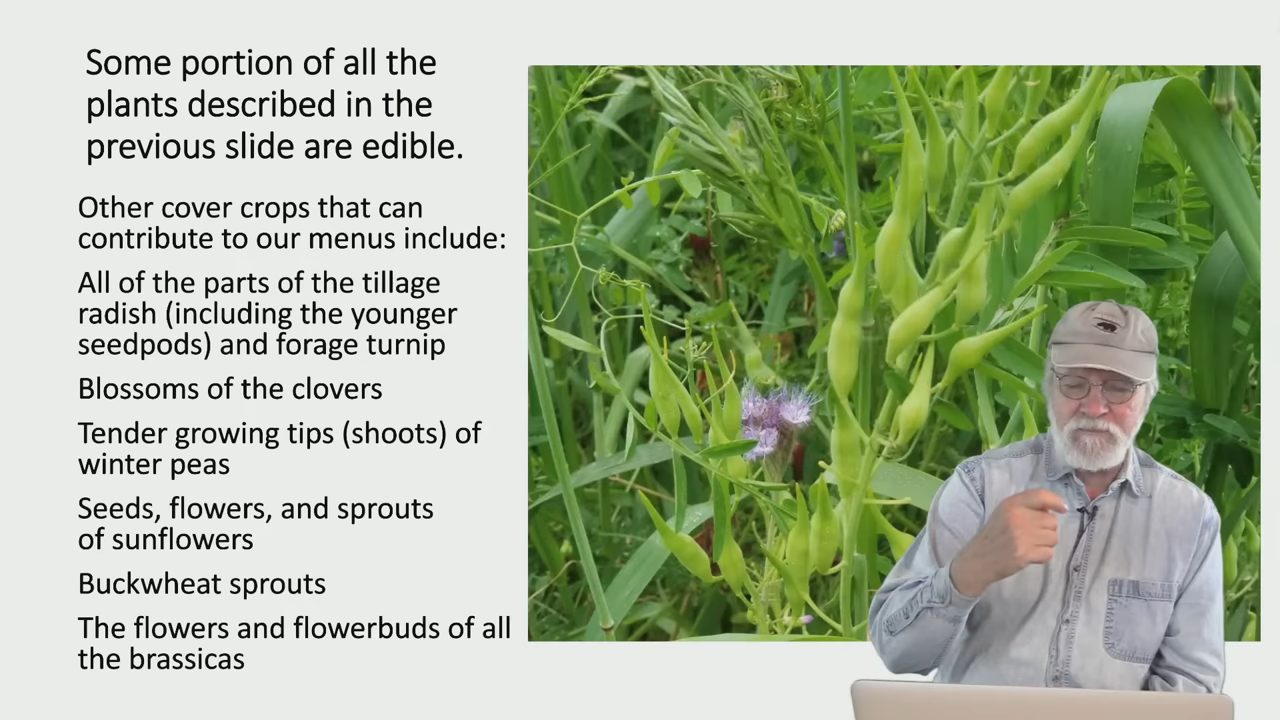 Some portion of all the
plants described in the
previous slide are edible.
Other cover crops that can
contribute to our menus include:
All of the parts of the tillage
radish (including the younger
seedpods) and forage turnip
Blossoms of the clovers
Tender growing tips (shoots) of
winter peas
Seeds, flowers, and sprouts
of sunflowers
Buckwheat sprouts
The flowers and flowerbuds of all
the brassicas